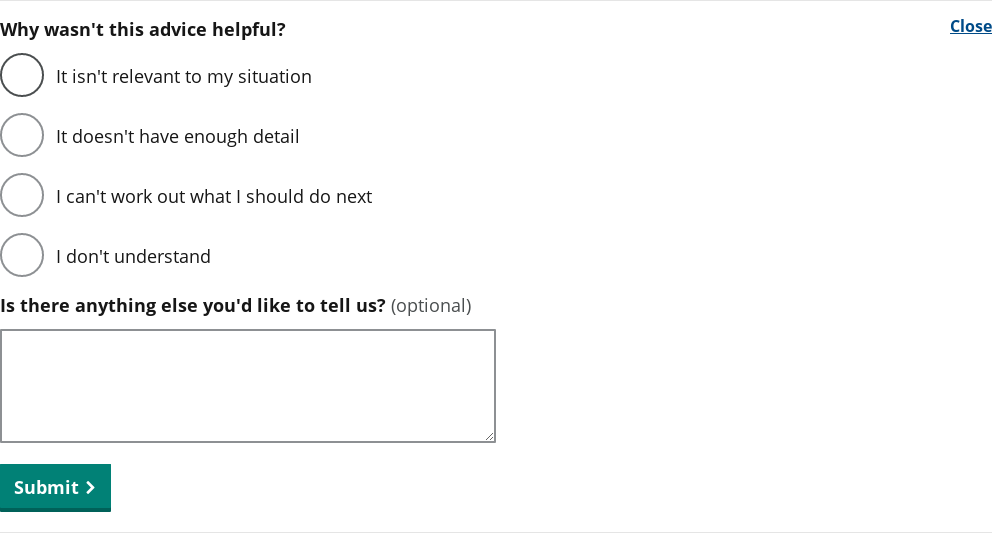 Why wasn't this advice helpful?
Close
It isn't relevant to my situation
It doesn't have enough detail
I can't work out what I should do next
I don't understand
Is there anything else you'd like to tell us? (optional)
Submit